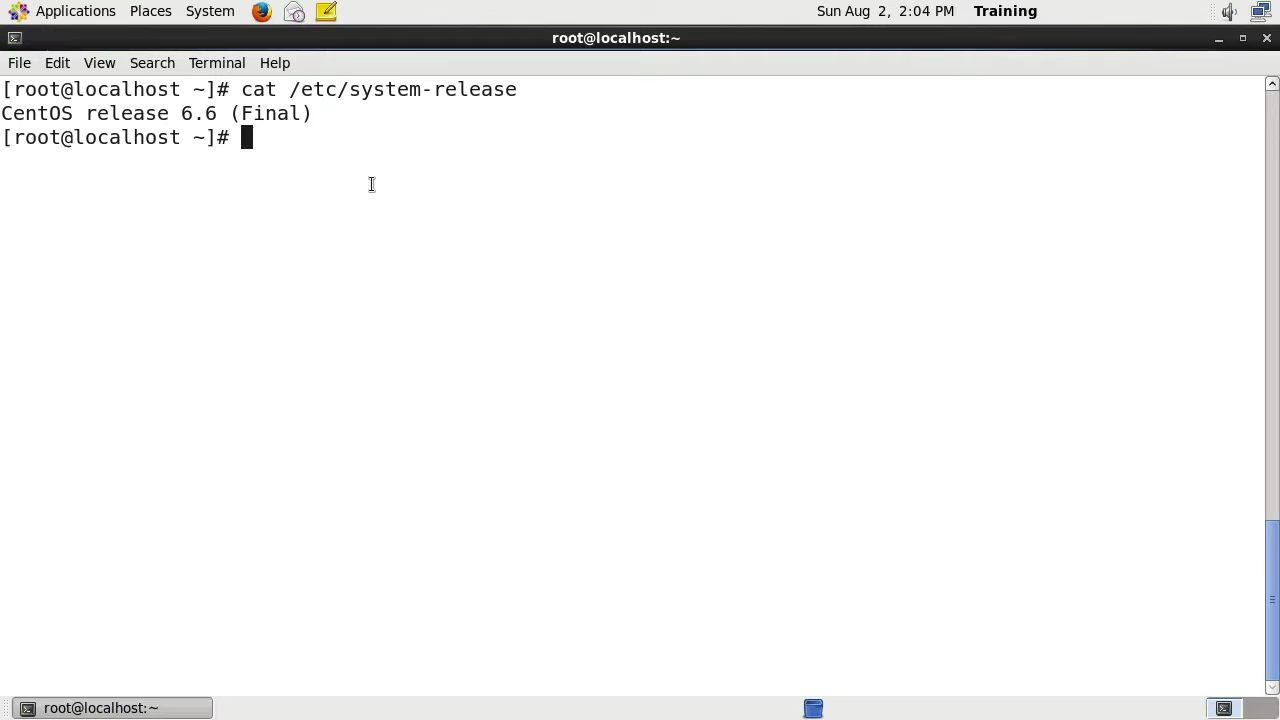 Applications Places System Sun Aug 2, 2:04 PM Training
root@localhost:~
File Edit View Search Terminal Help
[root@localhost ~]# cat /etc/system-release
CentOS release 6.6 (Final)
[root@localhost ~]#
root@localhost:~